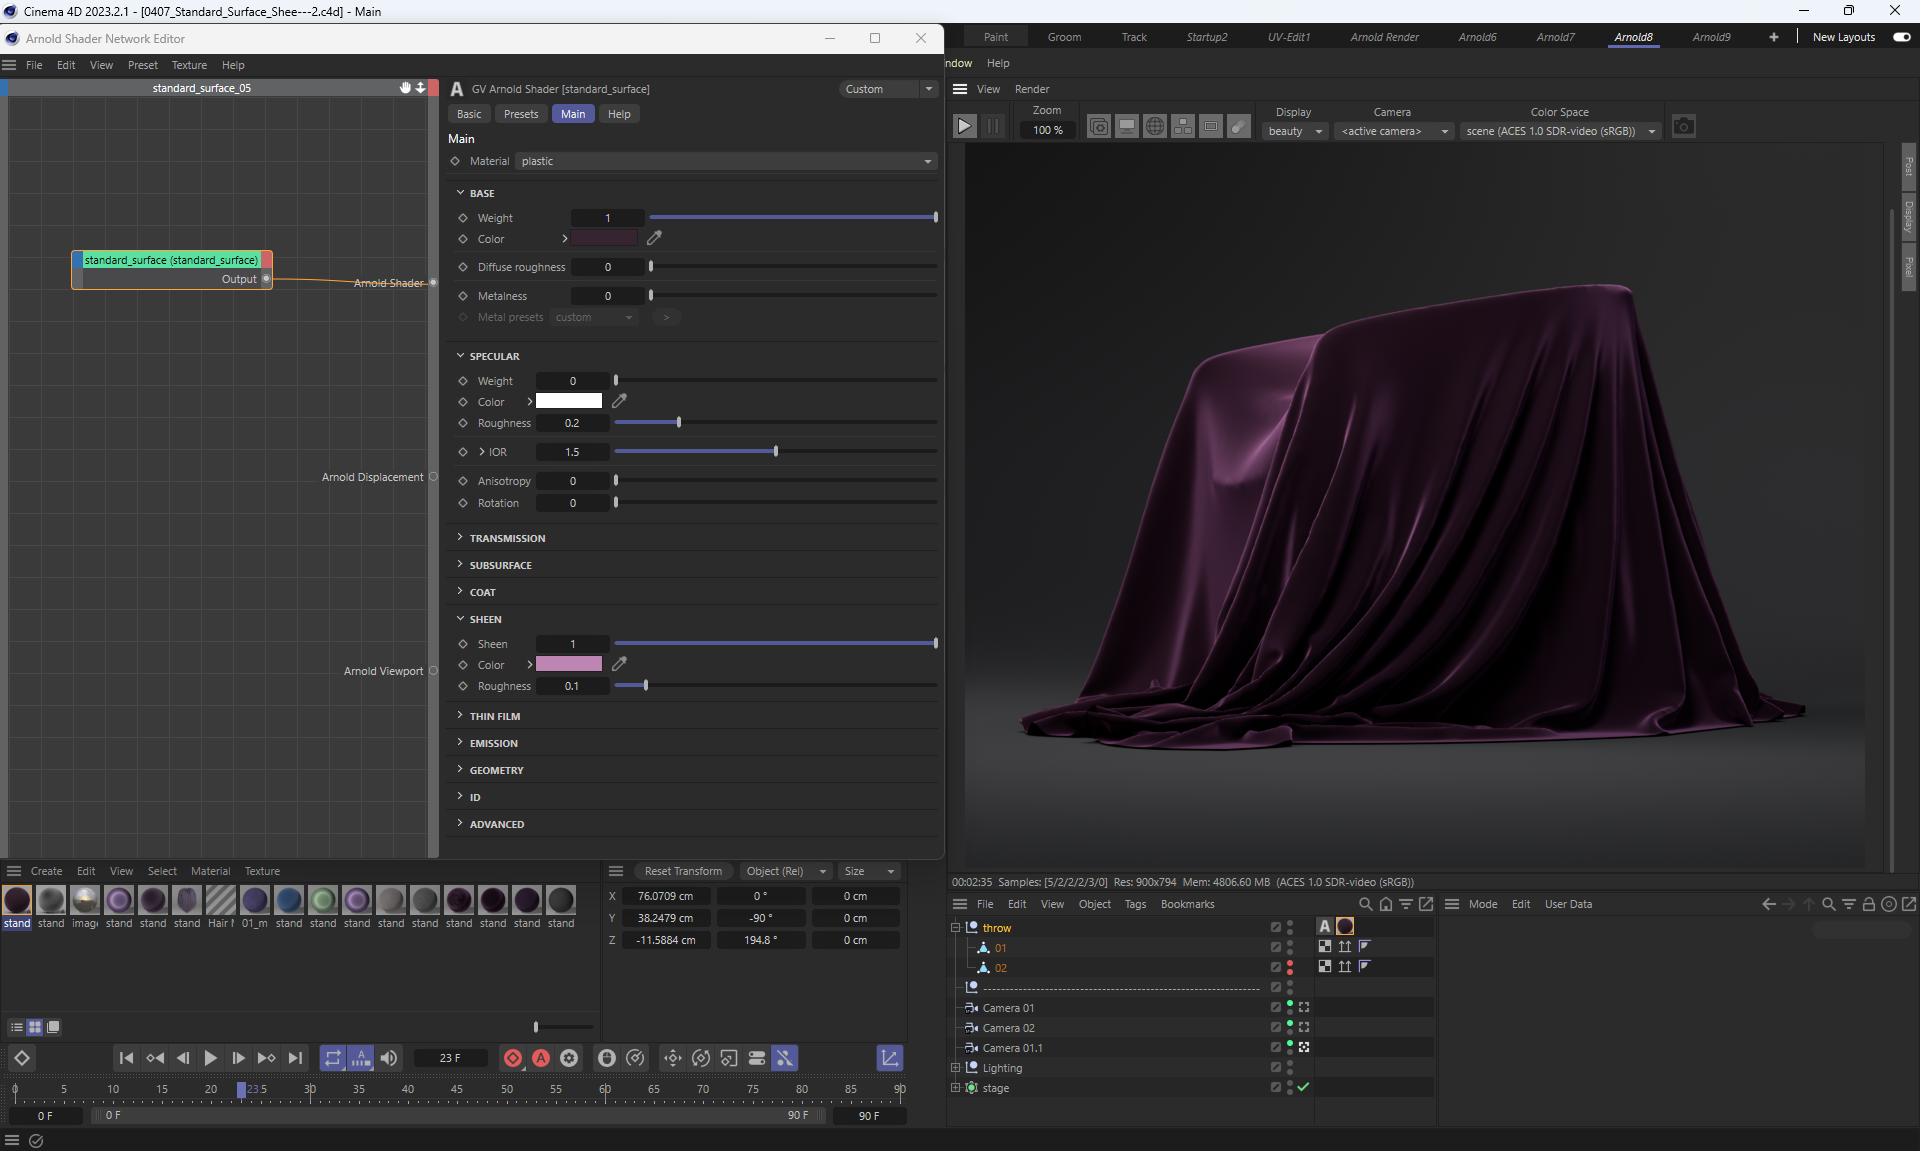 Cinema 4D 2023.2.1 - [0407_Standard_Surface_Shee---2.c4d] - Main
Arnold Shader Network Editor
File Edit View Preset Texture Help
standard_surface_05
standard_surface (standard_surface)
Output
Arnold Shader
Arnold Displacement
Arnold Viewport
A GV Arnold Shader [standard_surface]
Custom
Basic Presets Main Help
Main
Material plastic
BASE
Weight 1
Color
Diffuse roughness 0
Metalness 0
Metal presets custom >
SPECULAR
Weight 0
Color
Roughness 0.2
IOR 1.5
Anisotropy 0
Rotation 0
TRANSMISSION
SUBSURFACE
COAT
SHEEN
Sheen 1
Color
Roughness 0.1
THIN FILM
EMISSION
GEOMETRY
ID
ADVANCED
Paint Groom Track Startup2 UV-Edit1 Arnold Render Arnold6 Arnold7 Arnold8 Arnold9 + New Layouts
ndow Help
View Render
Zoom Display Camera Color Space
100 % beauty <active camera> scene (ACES 1.0 SDR-video (sRGB))
Post
Display
Pixel
00:02:35 Samples: [5/2/2/2/3/0] Res: 900x794 Mem: 4806.60 MB (ACES 1.0 SDR-video (sRGB))
Create Edit View Select Material Texture
stand stand imag stand stand stand Hair 01_m stand stand stand stand stand stand stand stand stand
Reset Transform Object (Rel) Size
X 76.0709 cm 0 ° 0 cm
Y 38.2479 cm -90 ° 0 cm
Z -11.5884 cm 194.8 ° 0 cm
File Edit View Object Tags Bookmarks
Mode Edit User Data
throw A
01
02
Camera 01
Camera 02
Camera 01.1
Lighting
stage
A
23 F
A
0 5 10 15 20 23.5 30 35 40 45 50 55 60 65 70 75 80 85 90
0 F 0 F 90 F 90 F